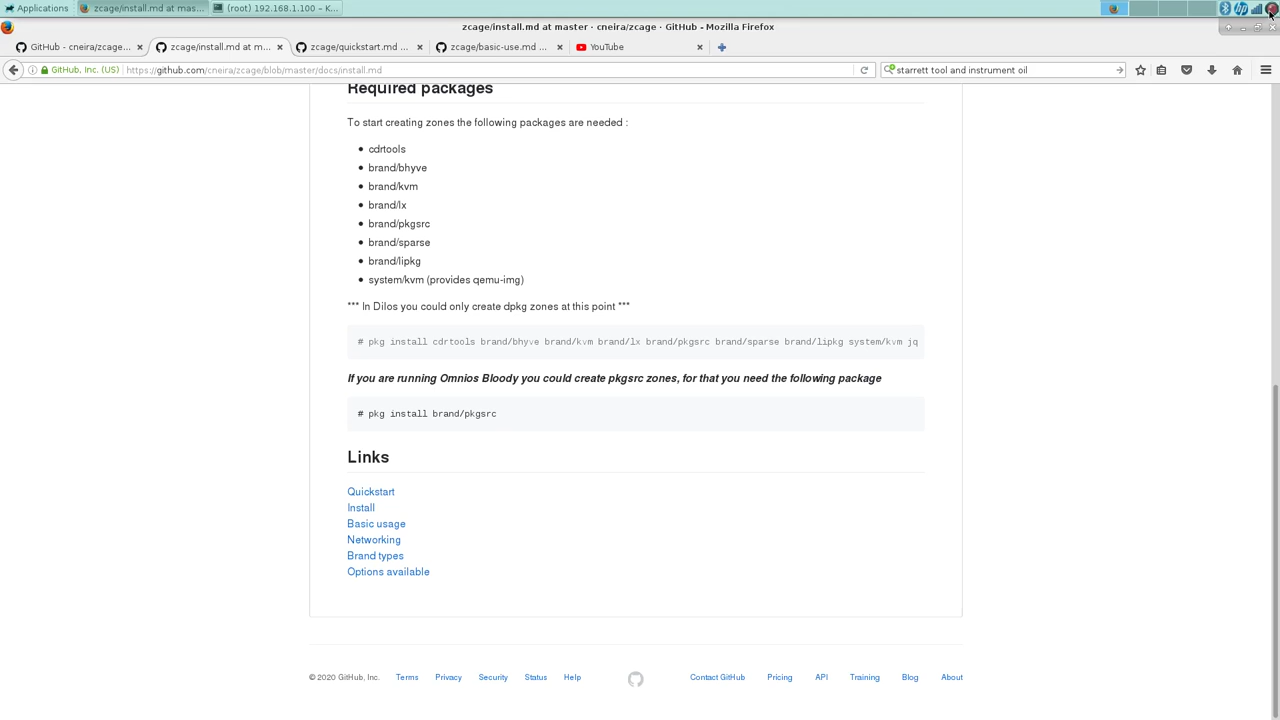 Applications
zcage/install.md at mas...
(root) 192.168.1.100 – K...
zcage/install.md at master · cneira/zcage · GitHub - Mozilla Firefox
GitHub - cneira/zcage...
zcage/install.md at m...
zcage/quickstart.md ...
zcage/basic-use.md ...
YouTube
GitHub, Inc. (US)
https://github.com/cneira/zcage/blob/master/docs/install.md
starrett tool and instrument oil
Required packages
To start creating zones the following packages are needed :
• cdrtools
• brand/bhyve
• brand/kvm
• brand/lx
• brand/pkgsrc
• brand/sparse
• brand/lipkg
• system/kvm (provides qemu-img)
*** In Dilos you could only create dpkg zones at this point ***
# pkg install cdrtools brand/bhyve brand/kvm brand/lx brand/pkgsrc brand/sparse brand/lipkg system/kvm jq
If you are running Omnios Bloody you could create pkgsrc zones, for that you need the following package
# pkg install brand/pkgsrc
Links
Quickstart
Install
Basic usage
Networking
Brand types
Options available
© 2020 GitHub, Inc.
Terms
Privacy
Security
Status
Help
Contact GitHub
Pricing
API
Training
Blog
About